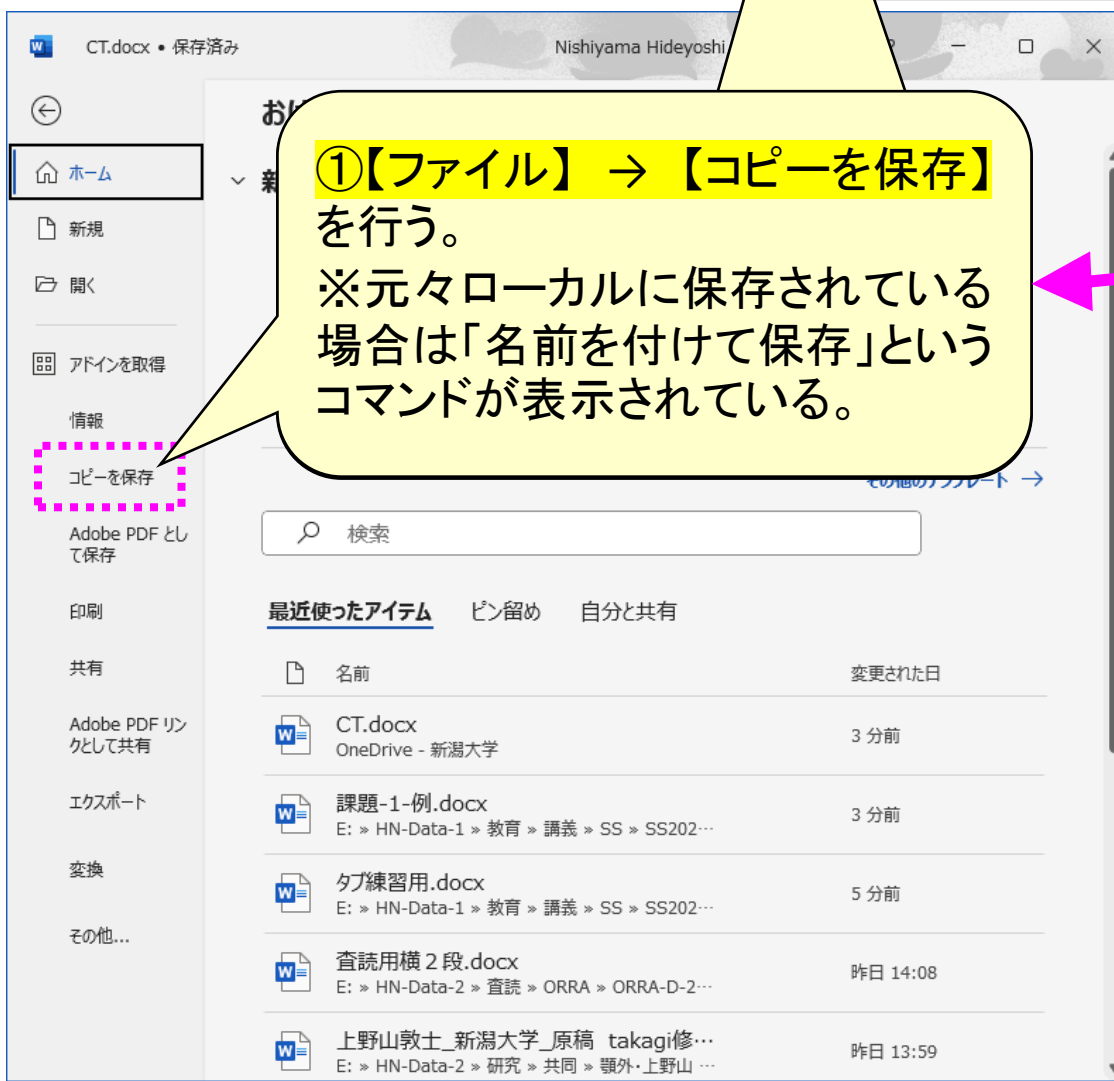 CT.docx • 保存済み
Nishiyama Hideyoshi
①【ファイル】 → 【コピーを保存】
を行う。
※元々ローカルに保存されている
場合は「名前を付けて保存」という
コマンドが表示されている。
ホーム
新規
開く
アドインを取得
情報
コピーを保存
Adobe PDF とし
て保存
印刷
共有
Adobe PDF リン
クとして共有
エクスポート
変換
その他...
その他のテンプレート →
検索
最近使ったアイテム ピン留め 自分と共有
名前 変更された日
CT.docx
OneDrive - 新潟大学
3 分前
課題-1-例.docx
E: » HN-Data-1 » 教育 » 講義 » SS » SS202…
3 分前
タブ練習用.docx
E: » HN-Data-1 » 教育 » 講義 » SS » SS202…
5 分前
査読用横２段.docx
E: » HN-Data-2 » 査読 » ORRA » ORRA-D-2…
昨日 14:08
上野山敦士_新潟大学_原稿 takagi修…
E: » HN-Data-2 » 研究 » 共同 » 顎外・上野山 …
昨日 13:59